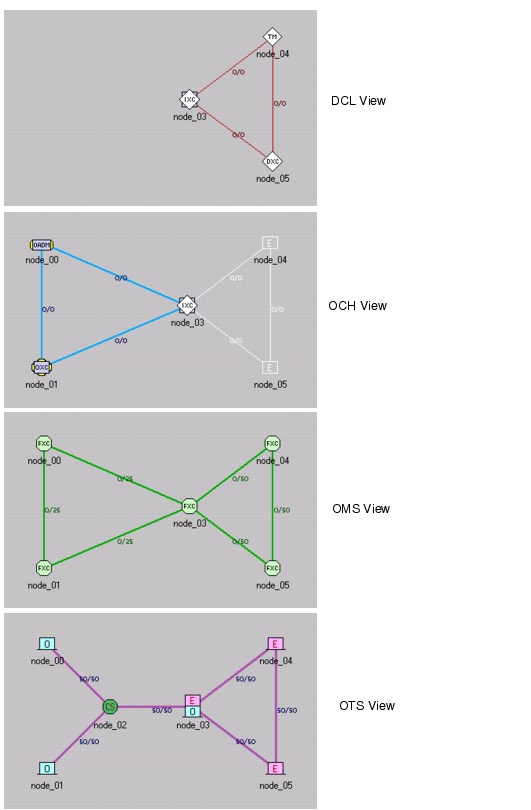 TM
node_04
0/0
IXC
0/0
node_03
DCL View
0/0
DXC
node_05
OADM
E
node_00
node_04
0/0
0/0
0/0
IXC
0/0
OCH View
node_03
0/0
0/0
OXC
E
node_01
node_05
FXC
FXC
node_00
node_04
0/25
0/50
0/25
FXC
0/50
OMS View
node_03
0/25
0/50
FXC
FXC
node_01
node_05
O
E
node_00
node_04
50/50
50/50
E
CS
50/50
O
50/50
OTS View
node_02
node_03
50/50
50/50
O
E
node_01
node_05